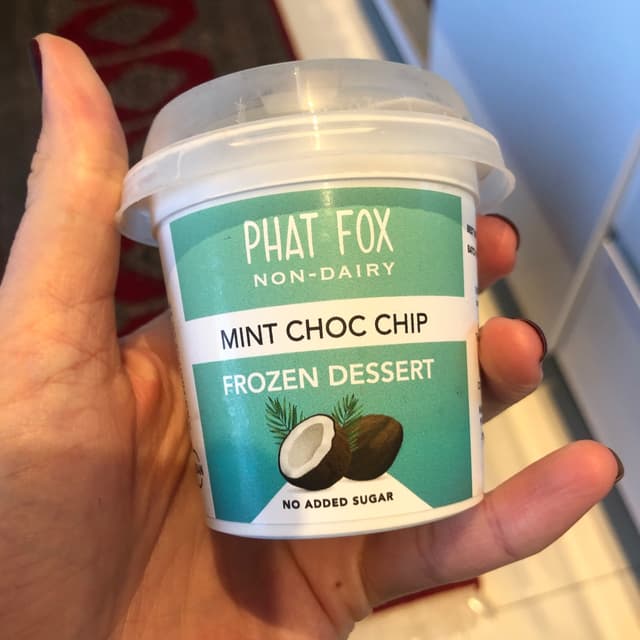 PHAT FOX
NON-DAIRY
MINT CHOC CHIP
FROZEN DESSERT
NO ADDED SUGAR